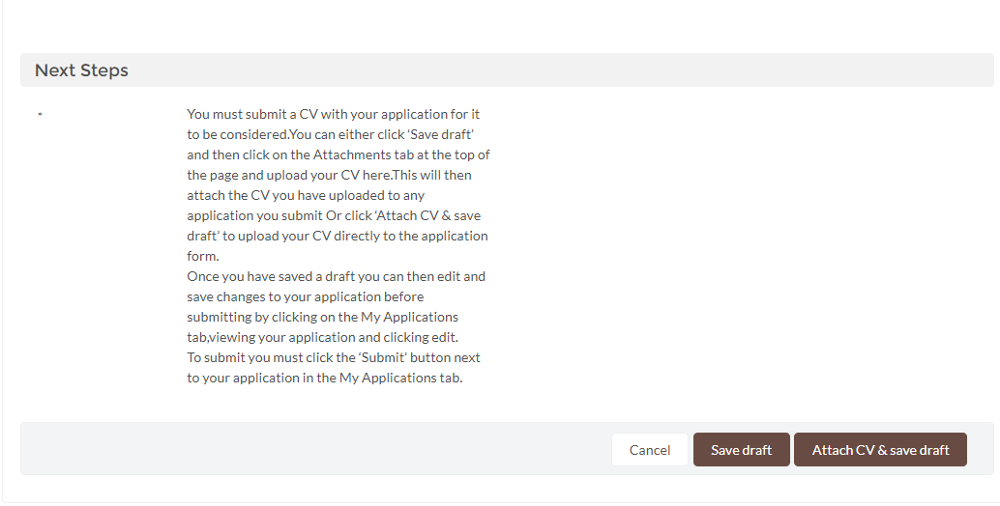 Next Steps
*
You must submit a CV with your application for it
to be considered.You can either click ‘Save draft’
and then click on the Attachments tab at the top of
the page and upload your CV here.This will then
attach the CV you have uploaded to any
application you submit Or click ‘Attach CV & save
draft’ to upload your CV directly to the application
form.
Once you have saved a draft you can then edit and
save changes to your application before
submitting by clicking on the My Applications
tab,viewing your application and clicking edit.
To submit you must click the ‘Submit’ button next
to your application in the My Applications tab.
Cancel
Save draft
Attach CV & save draft